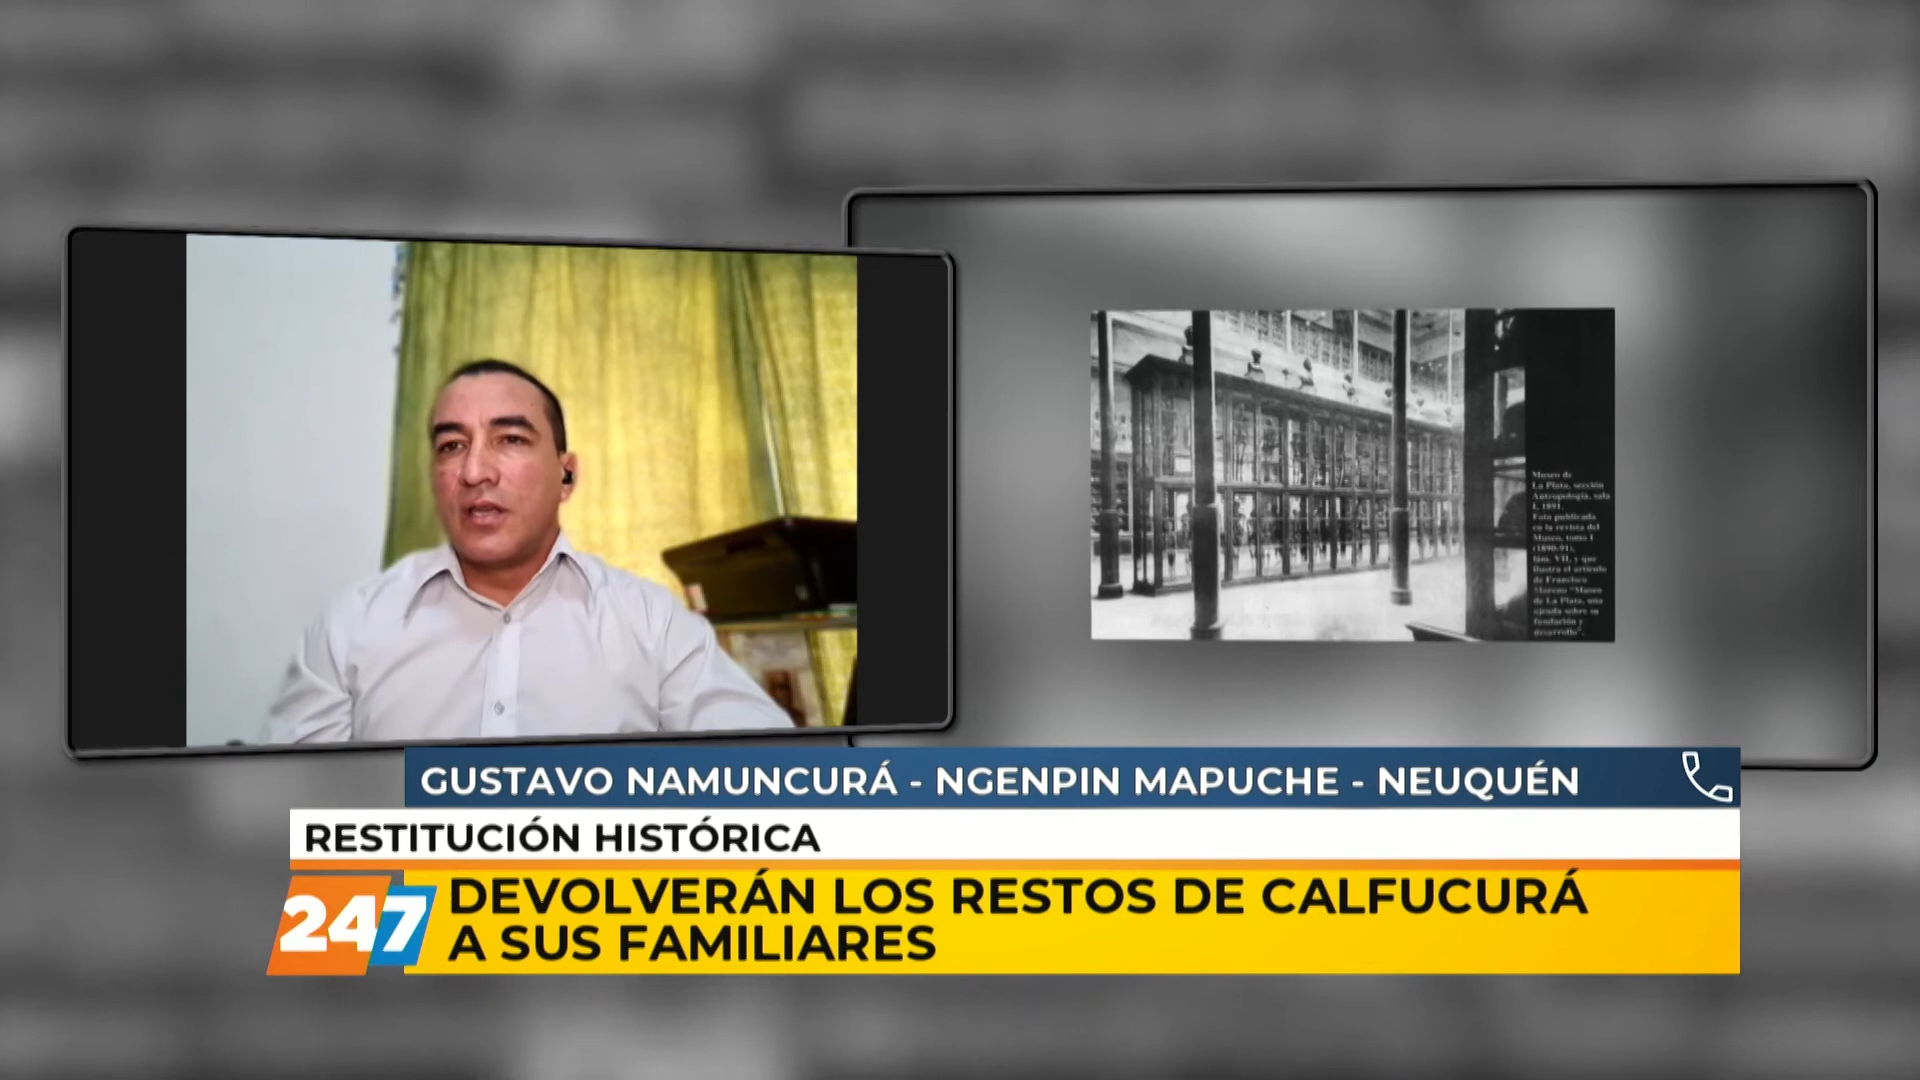 Museo de
La Plata, sección
Antropología, sala
I, 1891.
Foto publicada
en la revista del
Museo, tomo I
(1890-91),
lám. VII, y que
ilustra el artículo
de Francisco
Moreno "Museo
de La Plata, una
ojeada sobre su
fundación y
desarrollo".
GUSTAVO NAMUNCURÁ - NGENPIN MAPUCHE - NEUQUÉN
RESTITUCIÓN HISTÓRICA
247
DEVOLVERÁN LOS RESTOS DE CALFUCURÁ
A SUS FAMILIARES